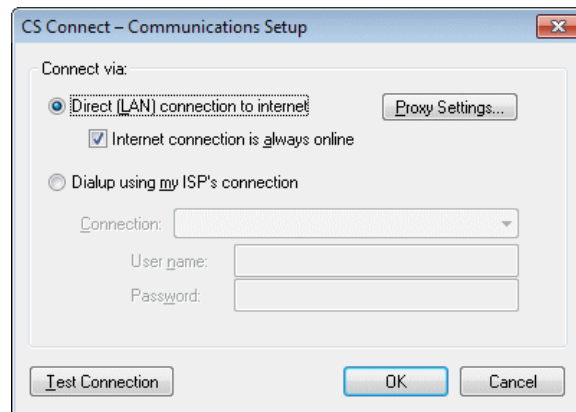 CS Connect – Communications Setup
Connect via:
Direct (LAN) connection to internet
Proxy Settings...
Internet connection is always online
Dialup using my ISP's connection
Connection:
User name:
Password:
Test Connection
OK
Cancel